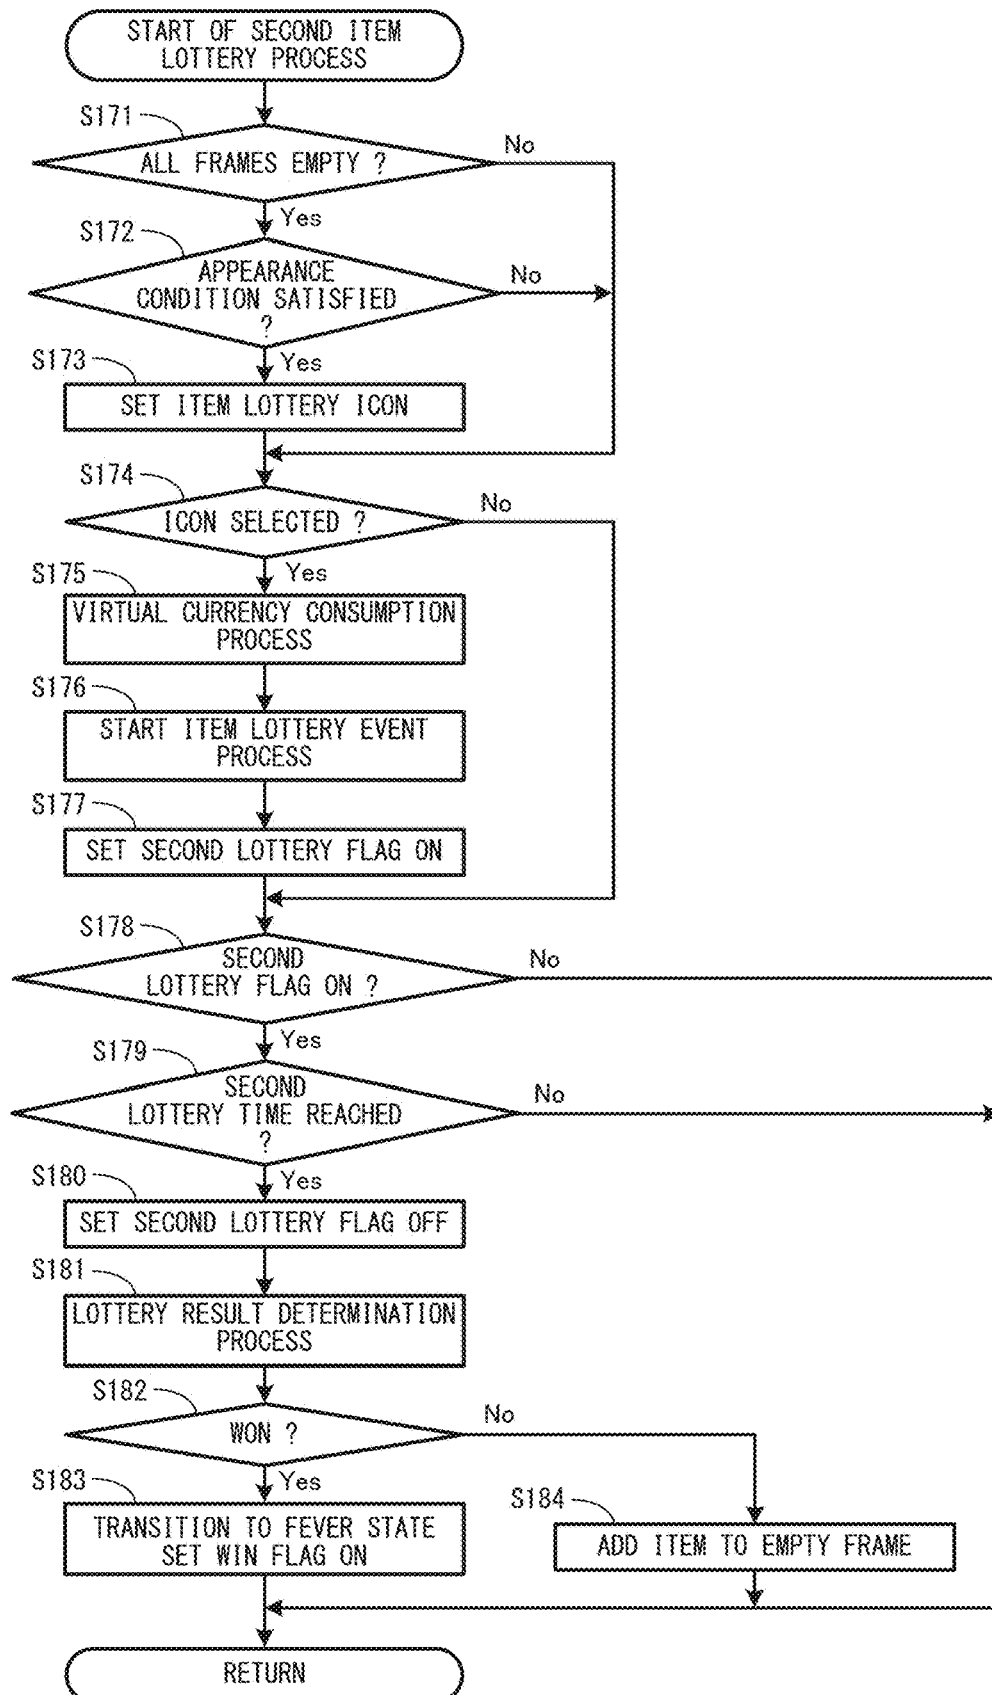 START OF SECOND ITEM
LOTTERY PROCESS
S171
ALL FRAMES EMPTY ?
No
Yes
S172
APPEARANCE
CONDITION SATISFIED
?
No
Yes
S173
SET ITEM LOTTERY ICON
S174
ICON SELECTED ?
No
Yes
S175
VIRTUAL CURRENCY CONSUMPTION
PROCESS
S176
START ITEM LOTTERY EVENT
PROCESS
S177
SET SECOND LOTTERY FLAG ON
S178
SECOND
LOTTERY FLAG ON ?
No
Yes
S179
SECOND
LOTTERY TIME REACHED
?
No
Yes
S180
SET SECOND LOTTERY FLAG OFF
S181
LOTTERY RESULT DETERMINATION
PROCESS
S182
WON ?
No
Yes
S183
TRANSITION TO FEVER STATE
SET WIN FLAG ON
S184
ADD ITEM TO EMPTY FRAME
RETURN